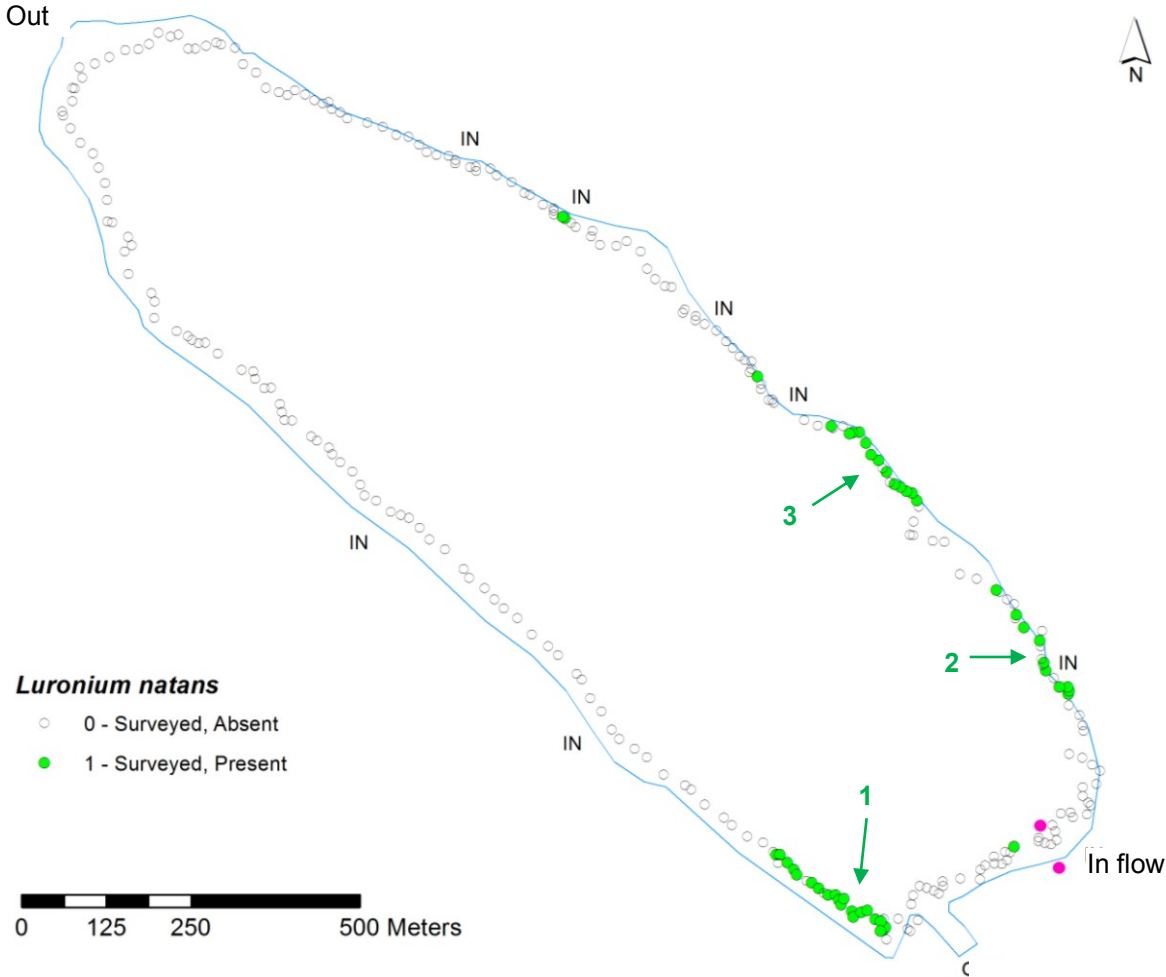 Out
N
IN
IN
IN
IN
3
IN
2
IN
Luronium natans
0 - Surveyed, Absent
IN
1 - Surveyed, Present
1
In flow
0 125 250 500 Meters